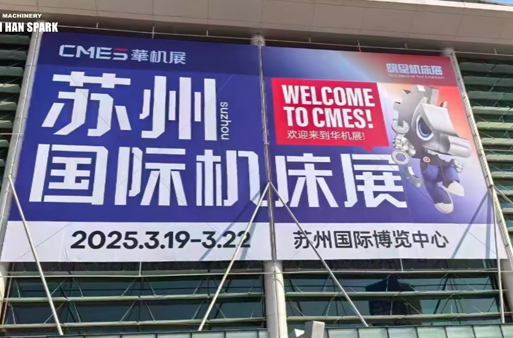 MACHINERY
HAN SPARK
CMES 華机展
苏州
suzhou
国际机床展
WELCOME
TO CMES!
欢迎来到华机展!
2025.3.19-3.22
苏州国际博览中心